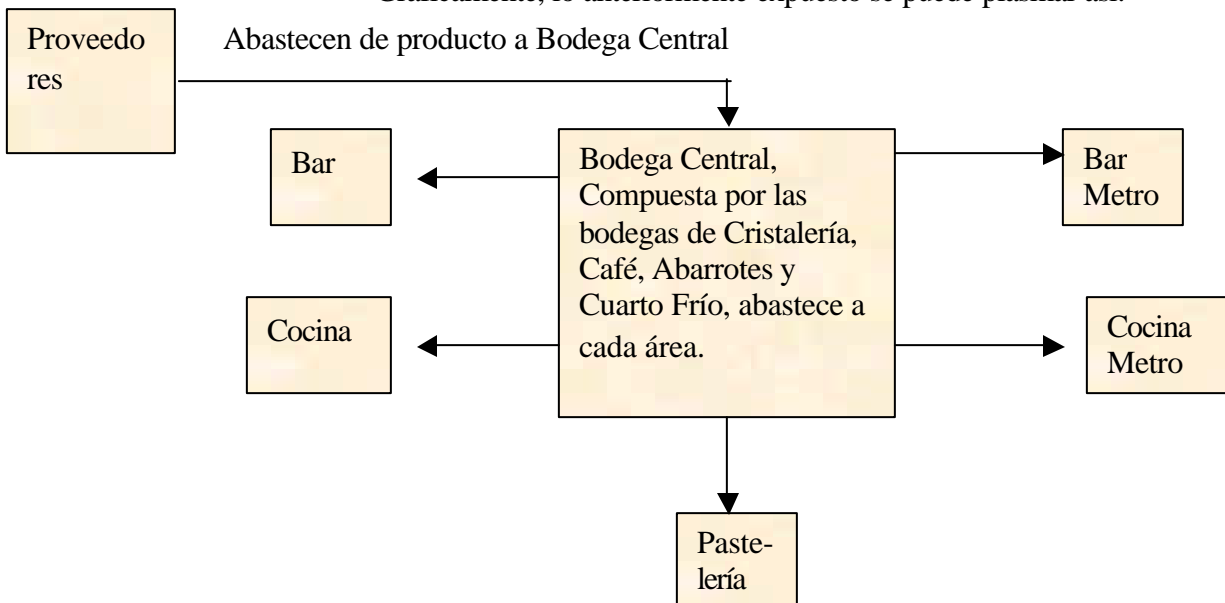 Gráficamente, lo anteriormente expuesto se puede plasmar así:
Proveedo
res
Abastecen de producto a Bodega Central
Bar
Bodega Central,
Compuesta por las
bodegas de Cristalería,
Café, Abarrotes y
Cuarto Frío, abastece a
cada área.
Bar
Metro
Cocina
Cocina
Metro
Paste-
lería